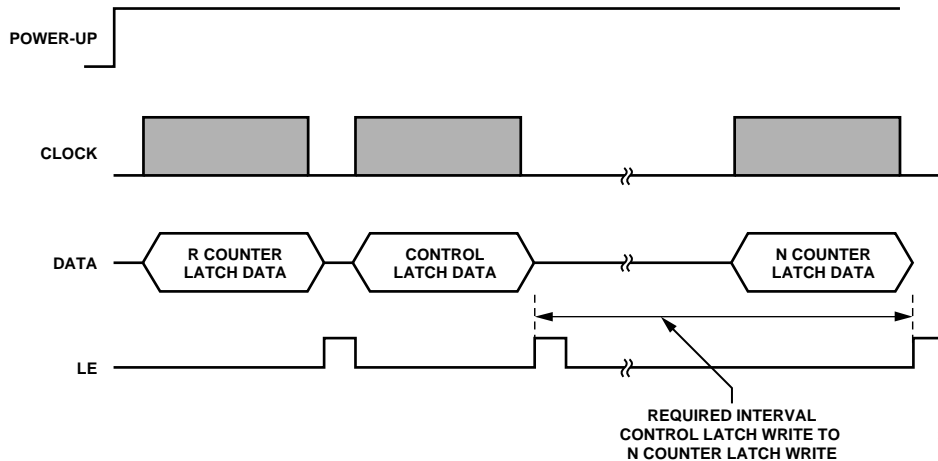 POWER-UP
CLOCK
DATA
R COUNTER
LATCH DATA
CONTROL
LATCH DATA
N COUNTER
LATCH DATA
LE
REQUIRED INTERVAL
CONTROL LATCH WRITE TO
N COUNTER LATCH WRITE